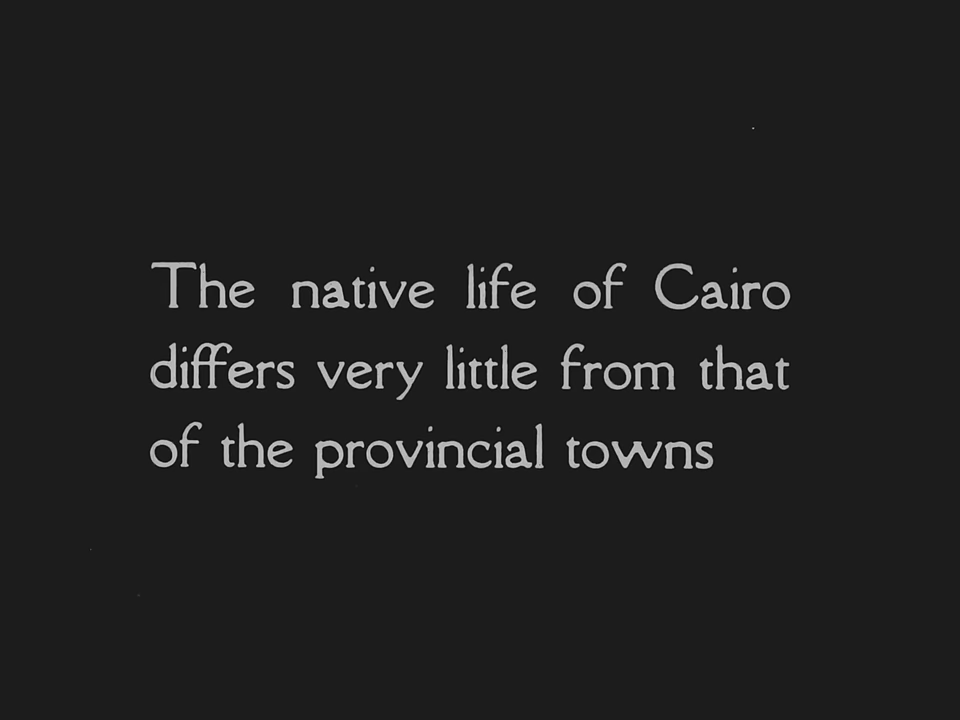 The native life of Cairo
differs very little from that
of the provincial towns